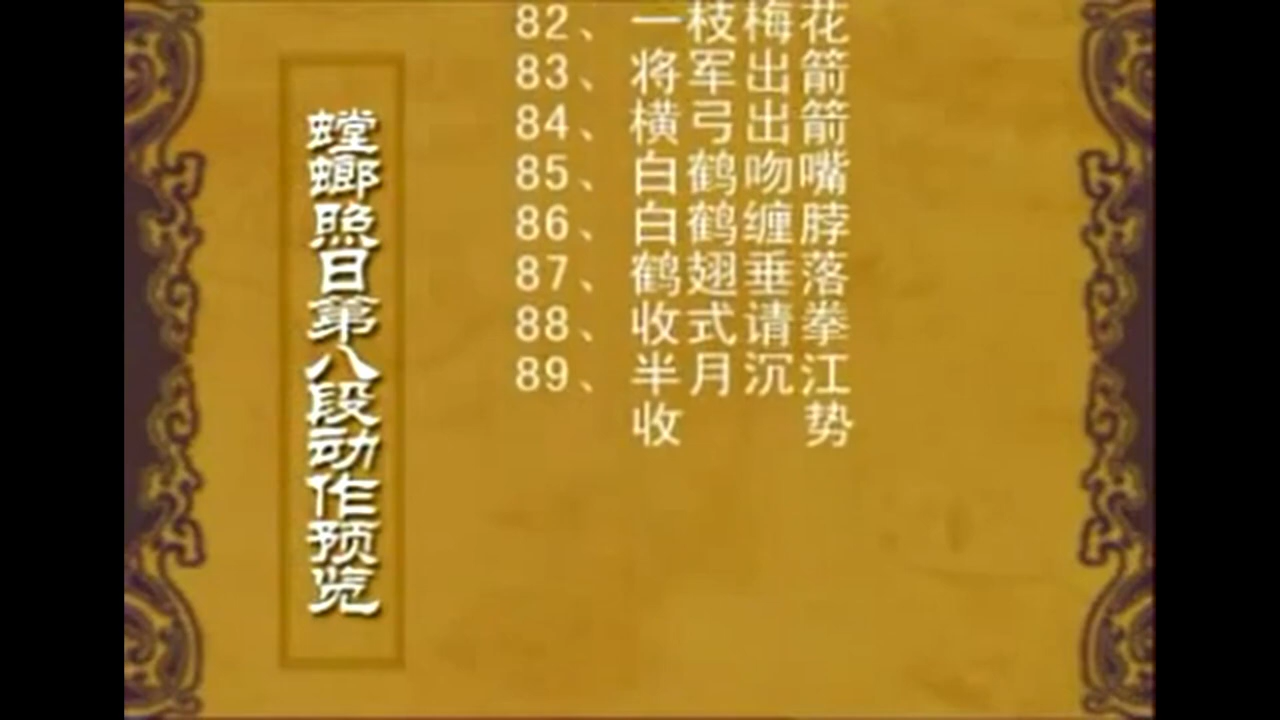 螳螂照日第八段动作预览
82、一枝梅花
83、将军出箭
84、横弓出箭
85、白鹤吻嘴
86、白鹤缠脖
87、鹤翅垂落
88、收式请拳
89、半月沉江
收 势